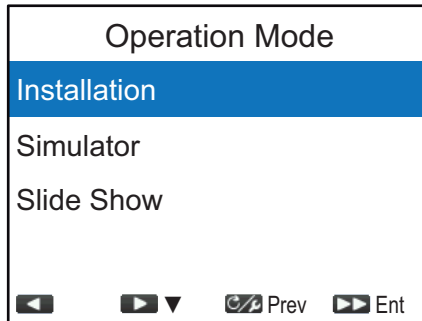 Operation Mode
Installation
Simulator
Slide Show
Prev Ent